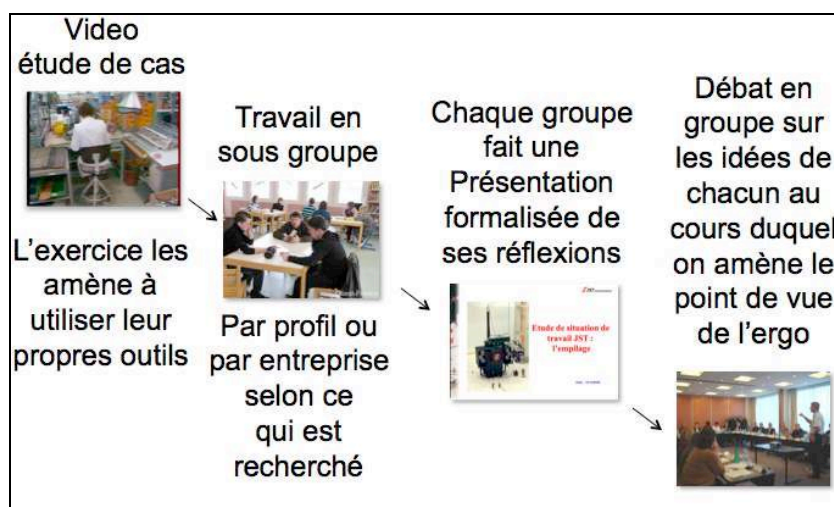 Video
étude de cas
L'exercice les
amène à
utiliser leur
propres outils
Travail en
sous groupe
Par profil ou
par entreprise
selon ce
qui est
recherché
Chaque groupe
fait une
Présentation
formalisée de
ses réflexions
Etude de situation de
travail JST :
l'empilage
Débat en
groupe sur
les idées de
chacun au
cours duquel
on amène le
point de vue
de l'ergo